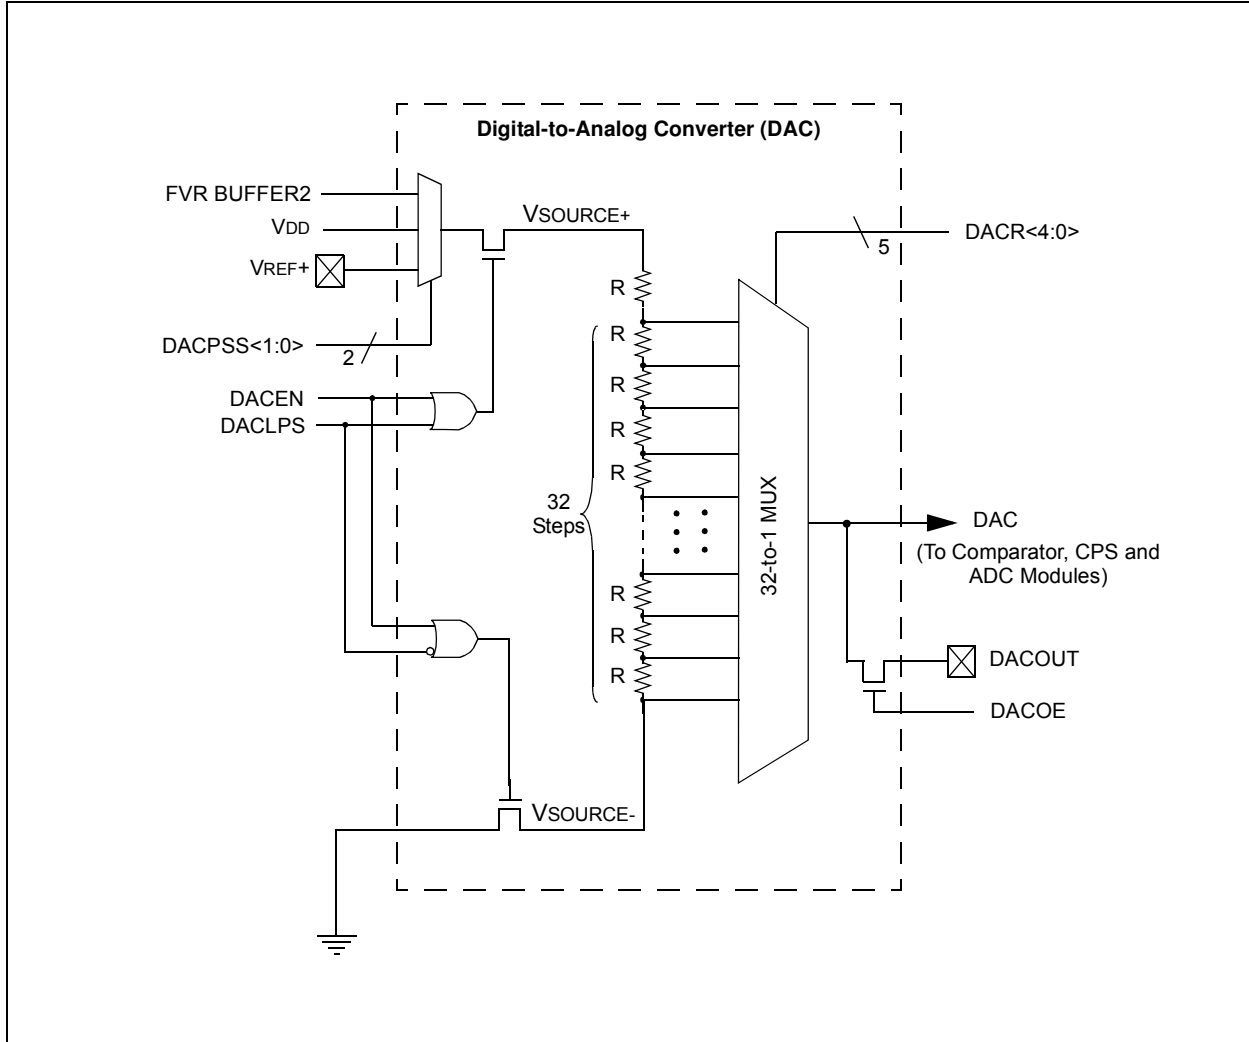 Digital-to-Analog Converter (DAC)
FVR BUFFER2
VDD
VREF+
DACPSS<1:0>
2
DACEN
DACLPS
VSOURCE+
5
DACR<4:0>
R
R
R
R
R
32
Steps
R
R
R
32-to-1 MUX
DAC
(To Comparator, CPS and
ADC Modules)
DACOUT
DACOE
VSOURCE-